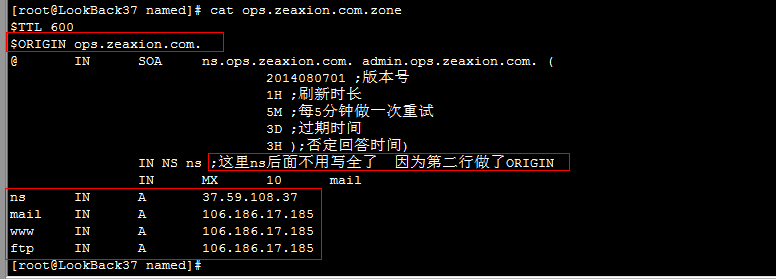 [root@LookBack37 named]# cat ops.zeaxion.com.zone
$TTL 600
$ORIGIN ops.zeaxion.com.
@ IN SOA ns.ops.zeaxion.com. admin.ops.zeaxion.com. (
2014080701 ;版本号
1H ;刷新时长
5M ;每5分钟做一次重试
3D ;过期时间
3H );否定回答时间)
IN NS ns ;这里ns后面不用写全了 因为第二行做了ORIGIN
IN MX 10 mail
ns IN A 37.59.108.37
mail IN A 106.186.17.185
www IN A 106.186.17.185
ftp IN A 106.186.17.185
[root@LookBack37 named]#